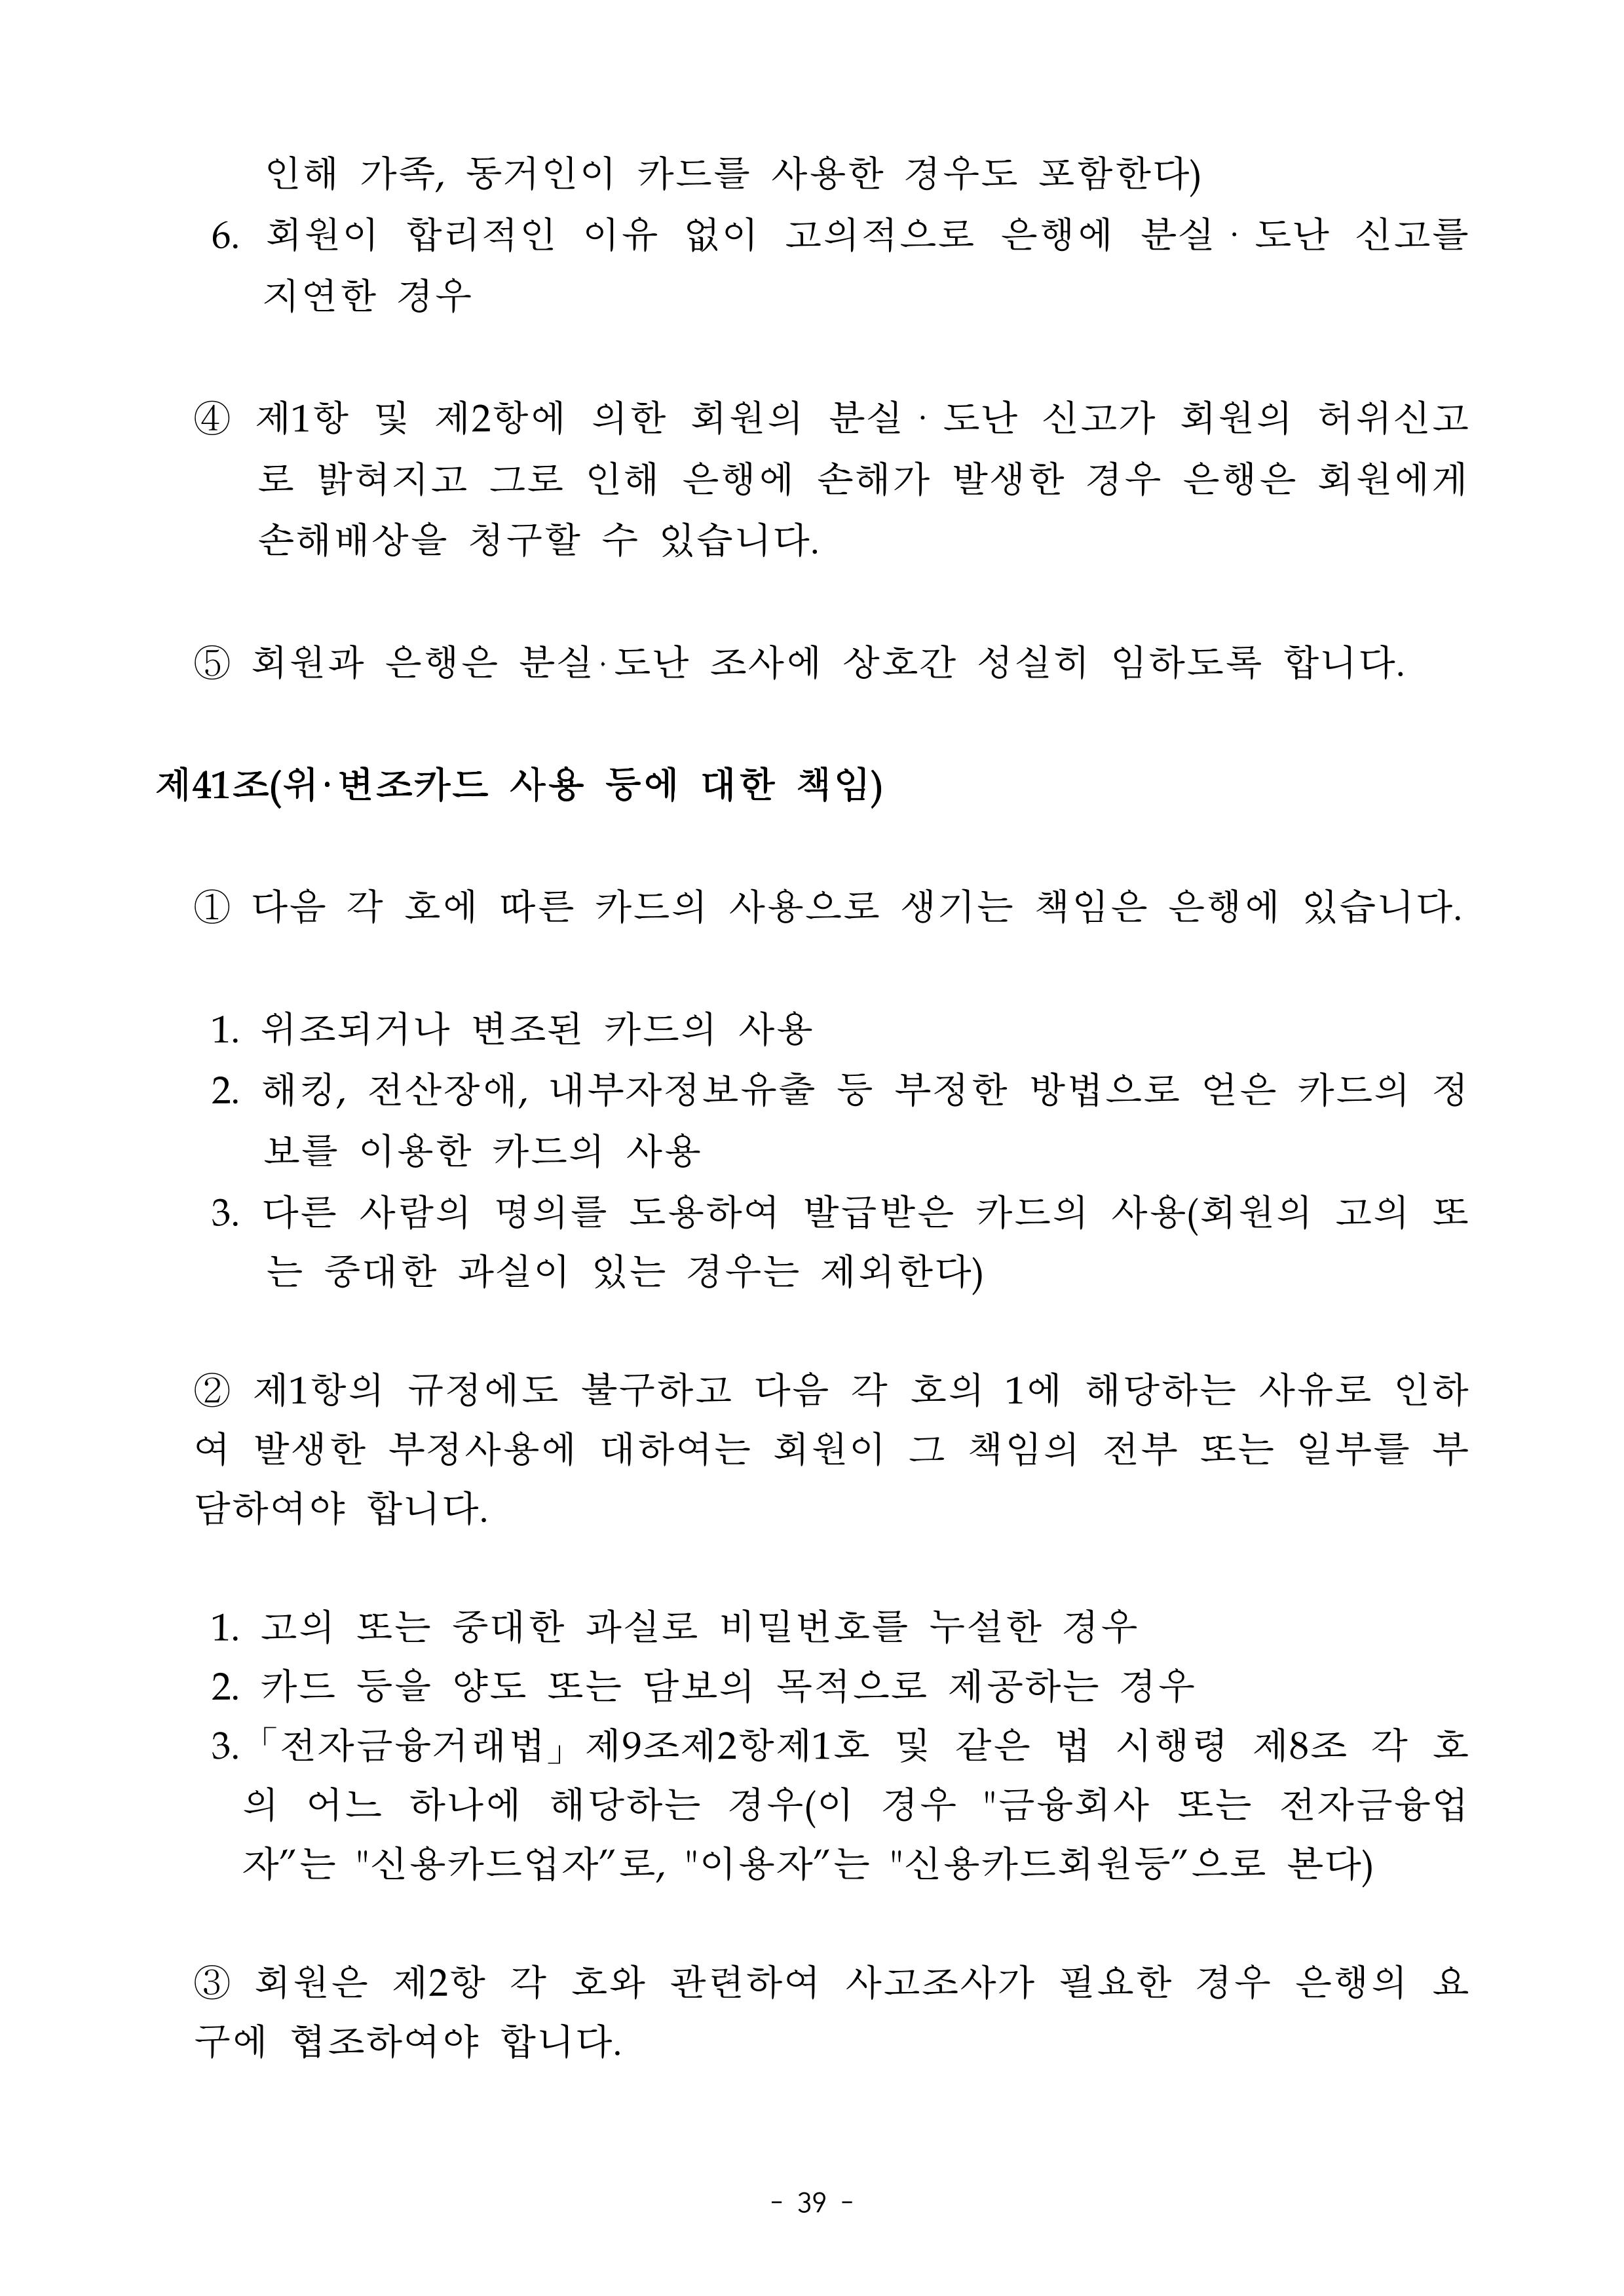 인해 가족, 동거인이 카드를 사용한 경우도 포함한다)
6. 회원이 합리적인 이유 없이 고의적으로 은행에 분실 · 도난 신고를
지연한 경우
④ 제1항 및 제2항에 의한 회원의 분실 · 도난 신고가 회원의 허위신고
로 밝혀지고 그로 인해 은행에 손해가 발생한 경우 은행은 회원에게
손해배상을 청구할 수 있습니다.
⑤ 회원과 은행은 분실·도난 조사에 상호간 성실히 임하도록 합니다.
제41조(위·변조카드 사용 등에 대한 책임)
① 다음 각 호에 따른 카드의 사용으로 생기는 책임은 은행에 있습니다.
1. 위조되거나 변조된 카드의 사용
2. 해킹, 전산장애, 내부자정보유출 등 부정한 방법으로 얻은 카드의 정
보를 이용한 카드의 사용
3. 다른 사람의 명의를 도용하여 발급받은 카드의 사용(회원의 고의 또
는 중대한 과실이 있는 경우는 제외한다)
② 제1항의 규정에도 불구하고 다음 각 호의 1에 해당하는 사유로 인하
여 발생한 부정사용에 대하여는 회원이 그 책임의 전부 또는 일부를 부
담하여야 합니다.
1. 고의 또는 중대한 과실로 비밀번호를 누설한 경우
2. 카드 등을 양도 또는 담보의 목적으로 제공하는 경우
3.「전자금융거래법」제9조제2항제1호 및 같은 법 시행령 제8조 각 호
의 어느 하나에 해당하는 경우(이 경우 "금융회사 또는 전자금융업
자”는 "신용카드업자”로, "이용자”는 "신용카드회원등”으로 본다)
③ 회원은 제2항 각 호와 관련하여 사고조사가 필요한 경우 은행의 요
구에 협조하여야 합니다.
- 39 -